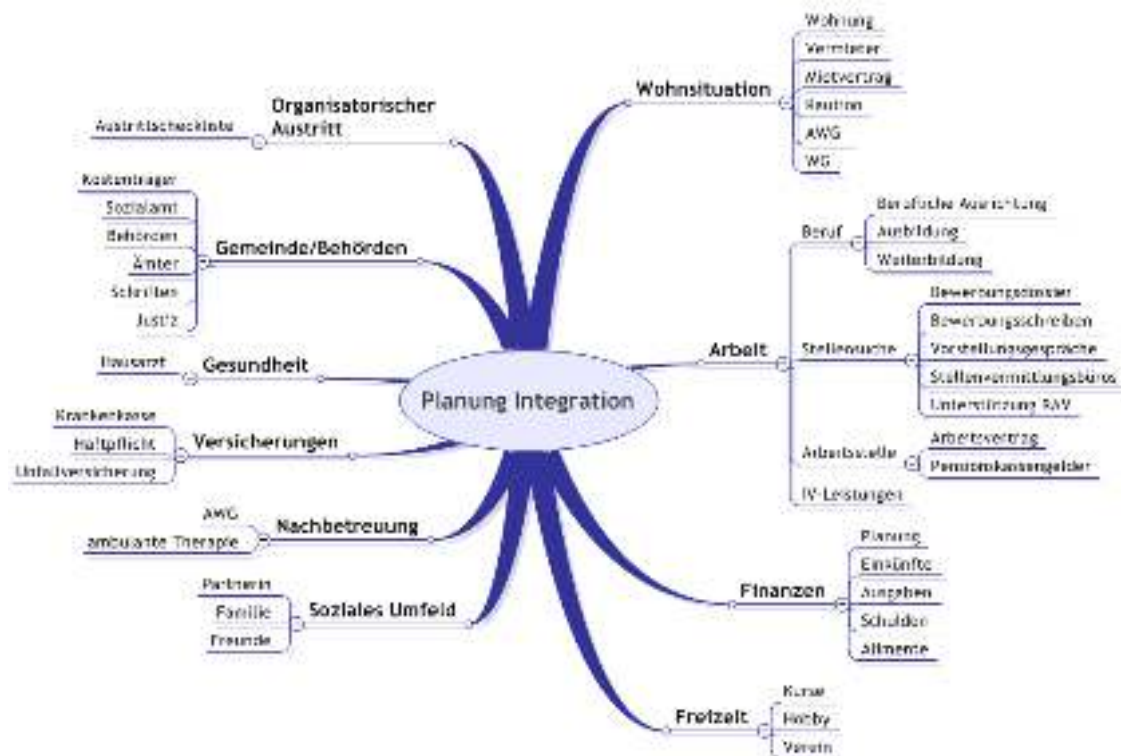 Planung Integration
Organisatorischer
Austritt
Austrittscheckliste
Gemeinde/Behörden
Kostenträger
Sozialamt
Behörden
Ämter
Schriften
Justiz
Gesundheit
Hausarzt
Versicherungen
Krankenkasse
Haftpflicht
Unfallversicherung
Nachbetreuung
AWG
ambulante Therapie
Soziales Umfeld
Partnerin
Familie
Freunde
Wohnsituation
Wohnung
Vermieter
Mietvertrag
Kaution
AWG
WG
Arbeit
Beruf
Berufliche Ausrichtung
Ausbildung
Weiterbildung
Stellensuche
Bewerbungsdossier
Bewerbungsschreiben
Vorstellungsgespräche
Stellenvermittlungsbüros
Unterstützung RAV
Arbeitsstelle
Arbeitsvertrag
Pensionskassengelder
IV-Leistungen
Finanzen
Planung
Einkünfte
Ausgaben
Schulden
Alimente
Freizeit
Kurse
Hobby
Verein